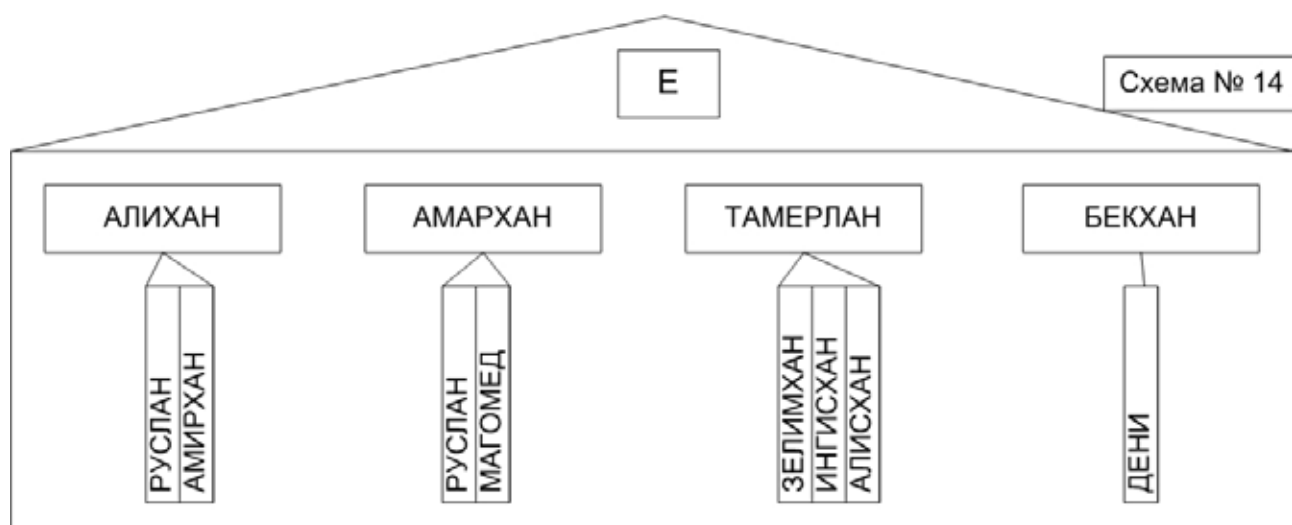 Е
Схема № 14
АЛИХАН
АМАРХАН
ТАМЕРЛАН
БЕКХАН
РУСЛАН
АМИРХАН
РУСЛАН
МАГОМЕД
ЗЕЛИМХАН
ИНГИСХАН
АЛИСХАН
ДЕНИ